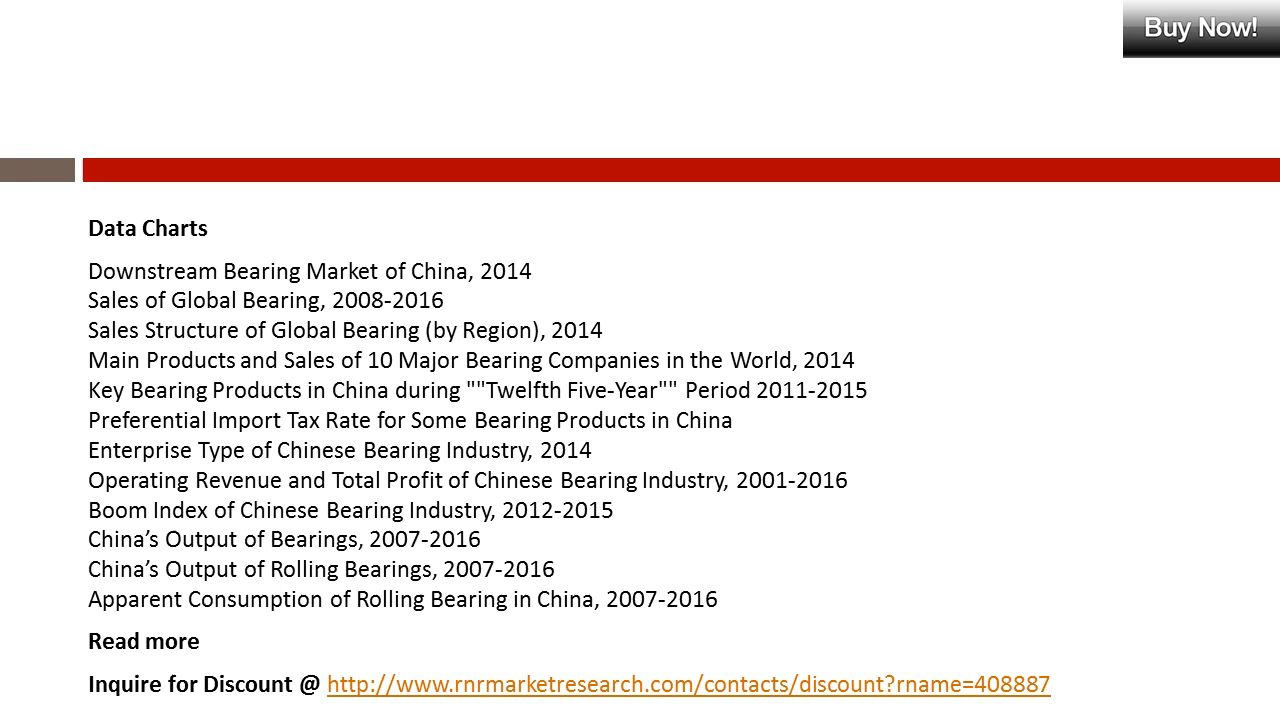 Buy Now!
Data Charts
Downstream Bearing Market of China, 2014
Sales of Global Bearing, 2008-2016
Sales Structure of Global Bearing (by Region), 2014
Main Products and Sales of 10 Major Bearing Companies in the World, 2014
Key Bearing Products in China during ""Twelfth Five-Year"" Period 2011-2015
Preferential Import Tax Rate for Some Bearing Products in China
Enterprise Type of Chinese Bearing Industry, 2014
Operating Revenue and Total Profit of Chinese Bearing Industry, 2001-2016
Boom Index of Chinese Bearing Industry, 2012-2015
China’s Output of Bearings, 2007-2016
China’s Output of Rolling Bearings, 2007-2016
Apparent Consumption of Rolling Bearing in China, 2007-2016
Read more
Inquire for Discount @ http://www.rnrmarketresearch.com/contacts/discount?rname=408887